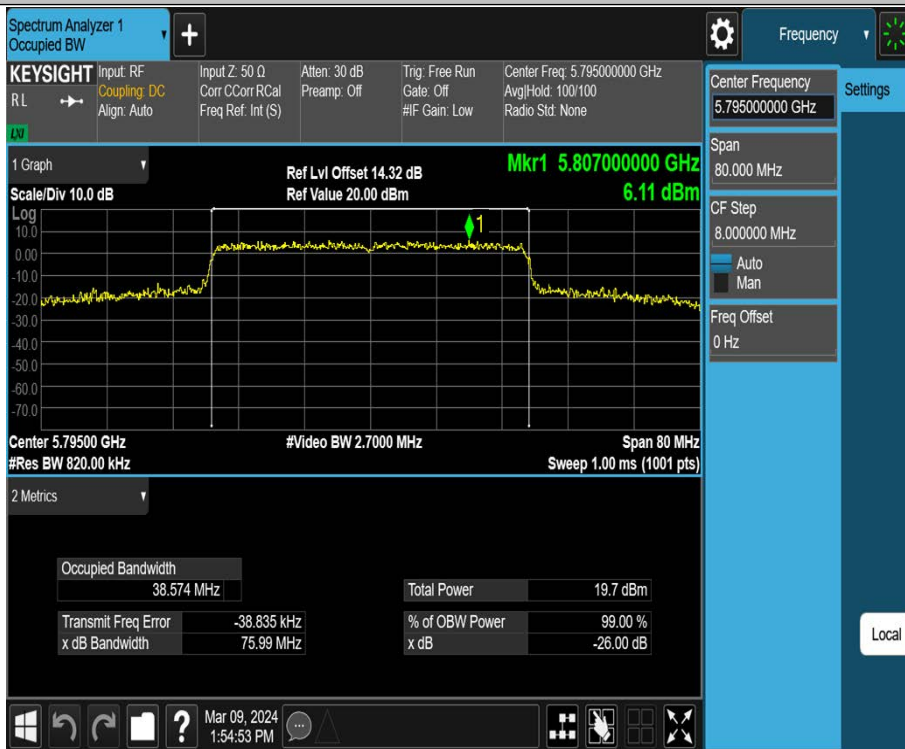 Spectrum Analyzer 1
Occupied BW
Frequency
KEYSIGHT
R L
LXI
Input: RF
Coupling: DC
Align: Auto
Input Z: 50 Ω
Corr CCorr RCal
Freq Ref: Int (S)
Atten: 30 dB
Preamp: Off
Trig: Free Run
Gate: Off
#IF Gain: Low
Center Freq: 5.795000000 GHz
Avg|Hold: 100/100
Radio Std: None
Center Frequency
5.795000000 GHz
Settings
Span
80.000 MHz
CF Step
8.000000 MHz
Auto
Man
Freq Offset
0 Hz
1 Graph
Scale/Div 10.0 dB
Ref Lvl Offset 14.32 dB
Ref Value 20.00 dBm
Mkr1 5.807000000 GHz
6.11 dBm
Log
10.0
0.00
-10.0
-20.0
-30.0
-40.0
-50.0
-60.0
-70.0
1
Center 5.79500 GHz
#Video BW 2.7000 MHz
Span 80 MHz
#Res BW 820.00 kHz
Sweep 1.00 ms (1001 pts)
2 Metrics
Occupied Bandwidth
38.574 MHz
Total Power 19.7 dBm
Transmit Freq Error -38.835 kHz
% of OBW Power 99.00 %
x dB Bandwidth 75.99 MHz
x dB -26.00 dB
Local
Mar 09, 2024
1:54:53 PM